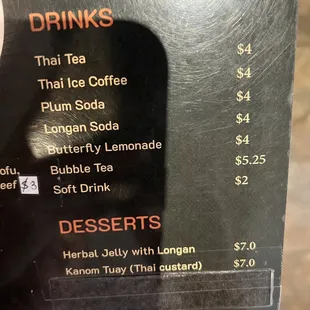 DRINKS
Thai Tea $4
Thai Ice Coffee $4
Plum Soda $4
Longan Soda $4
Butterfly Lemonade $4
ofu, Bubble Tea $5.25
eef $3 Soft Drink $2
DESSERTS
Herbal Jelly with Longan $7.0
Kanom Tuay (Thai custard) $7.0